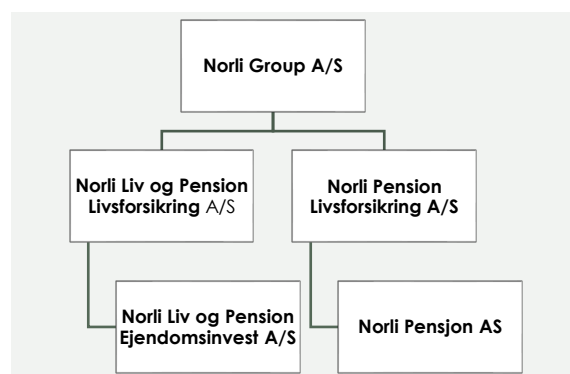 Norli Group A/S
Norli Liv og Pension
Livsforsikring A/S
Norli Pension
Livsforsikring A/S
Norli Liv og Pension
Ejendomsinvest A/S
Norli Pensjon AS